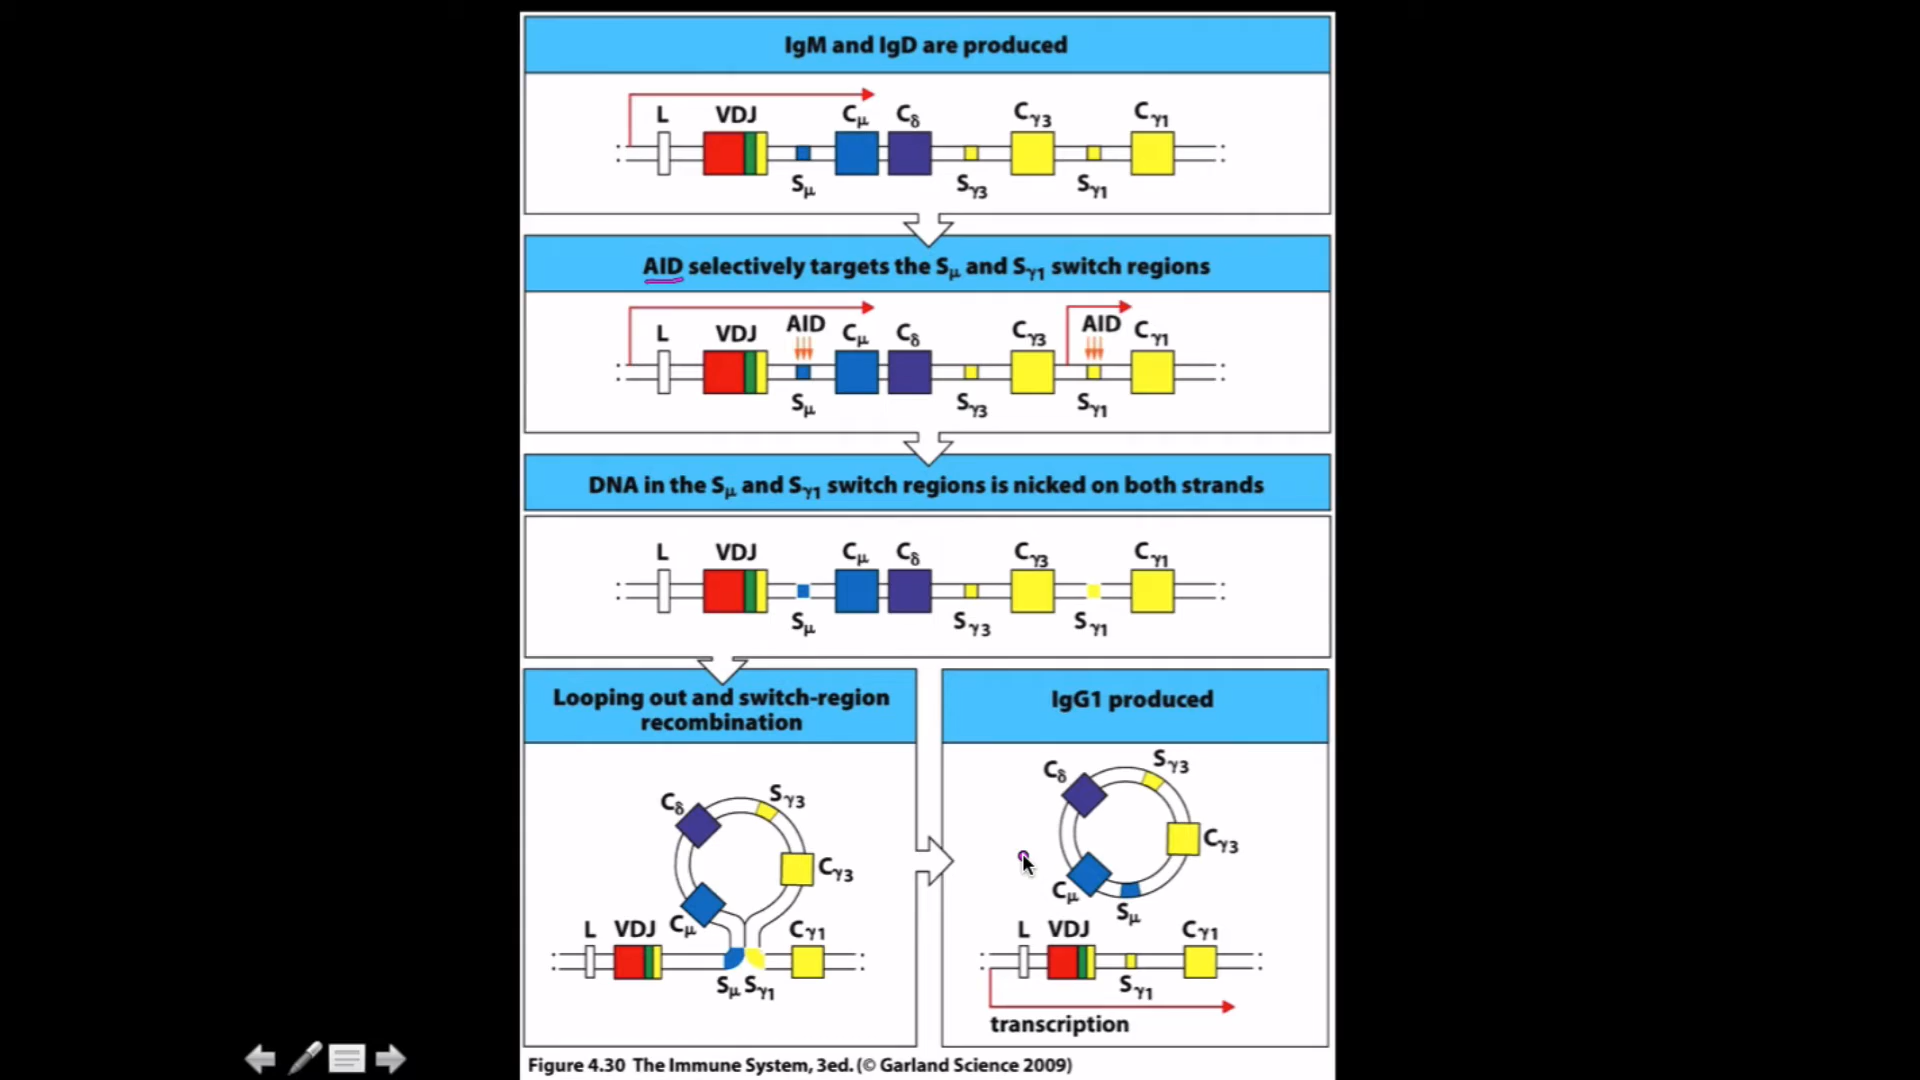 IgM and IgD are produced
L VDJ Cμ Cδ Cγ3 Cγ1
Sμ Sγ3 Sγ1
AID selectively targets the Sμ and Sγ1 switch regions
AID AID
L VDJ Cμ Cδ Cγ3 Cγ1
Sμ Sγ3 Sγ1
DNA in the Sμ and Sγ1 switch regions is nicked on both strands
L VDJ Cμ Cδ Cγ3 Cγ1
Sμ Sγ3 Sγ1
Looping out and switch-region
recombination
Cδ Sγ3
Cγ3
L VDJ Cμ Cγ1
Sμ Sγ1
IgG1 produced
Cδ Sγ3
Cγ3
Cμ
Sμ
L VDJ Cγ1
Sγ1
transcription
Figure 4.30 The Immune System, 3ed. (© Garland Science 2009)